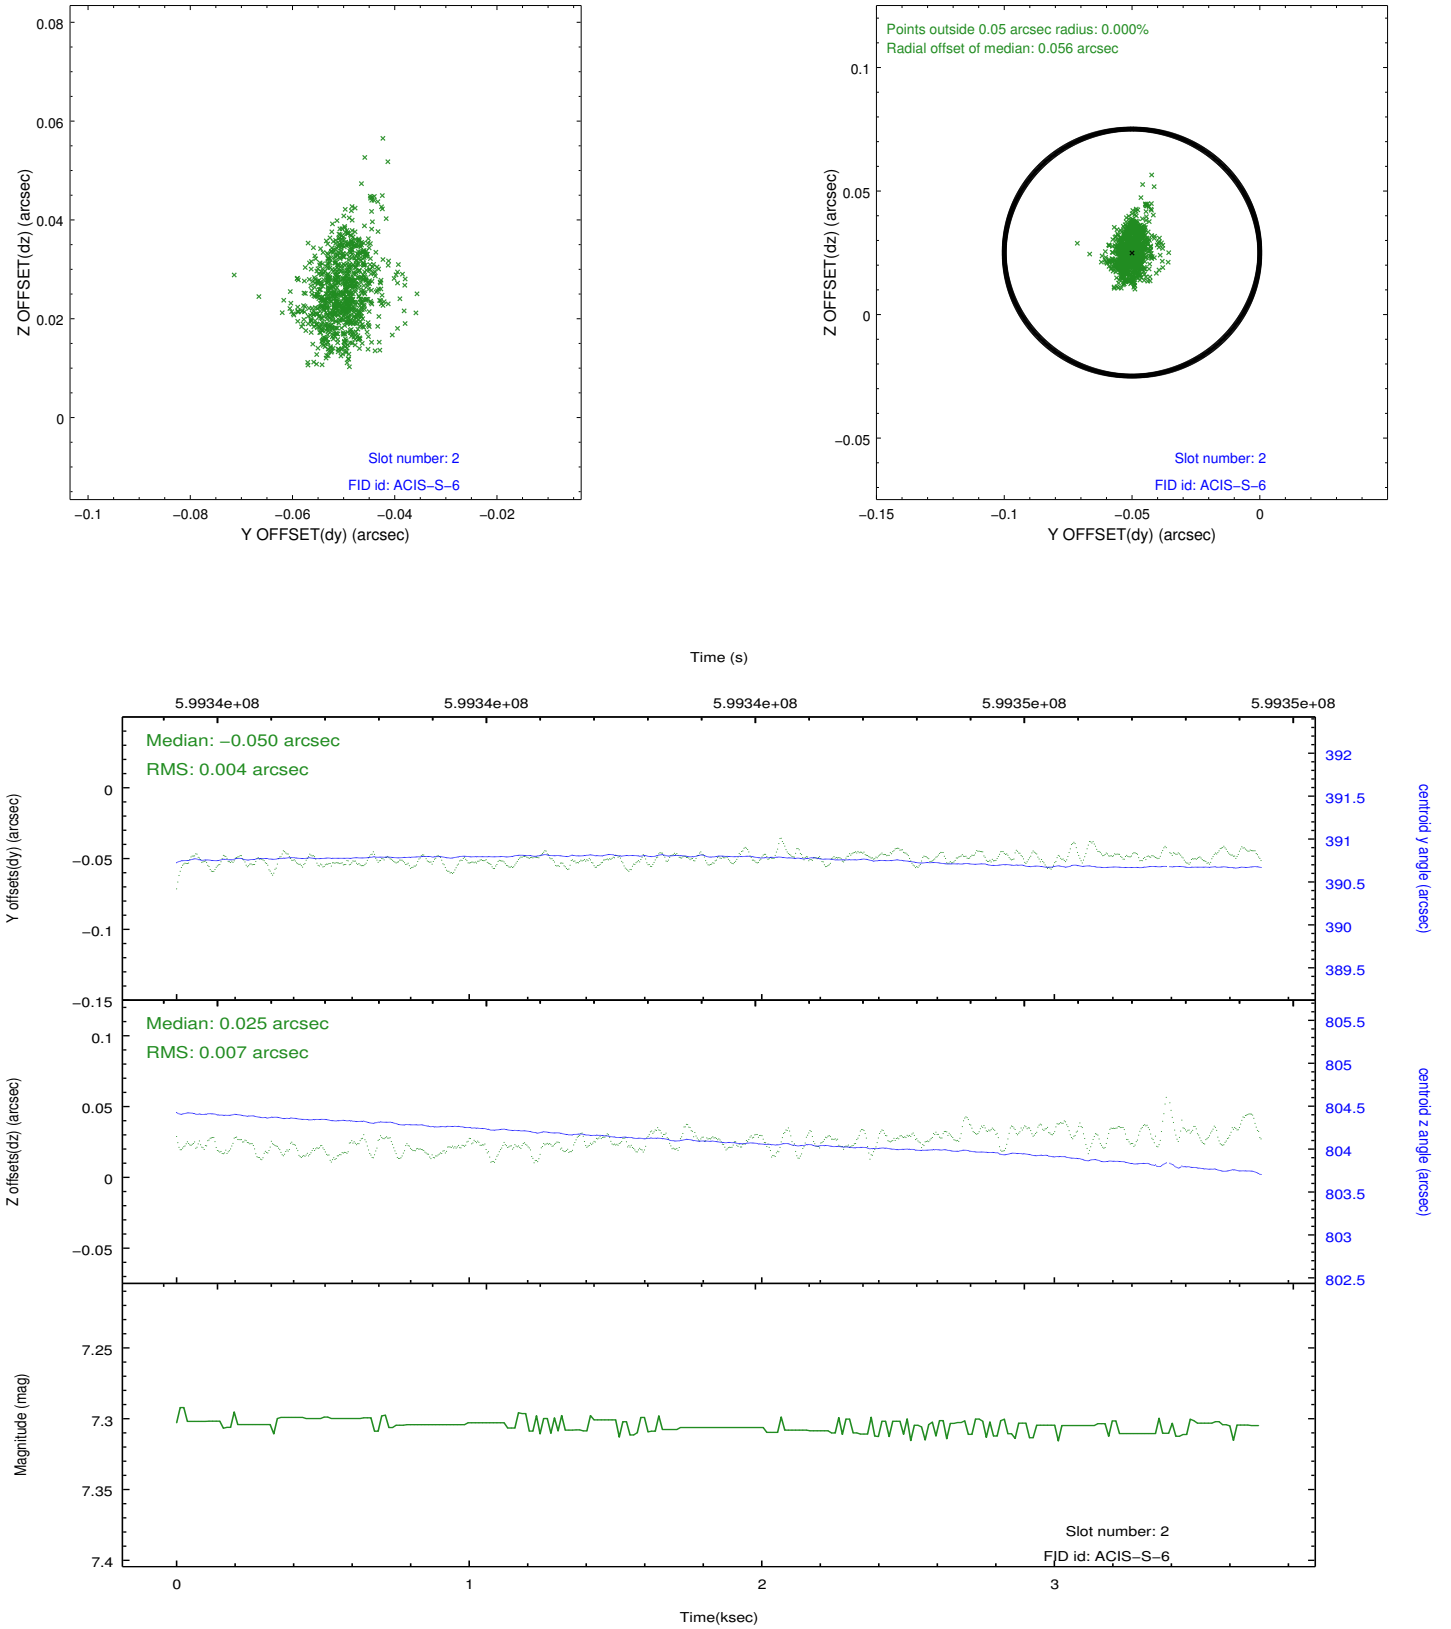 0.08
0.06
0.04
0.02
0
Z OFFSET(dz) (arcsec)
Slot number: 2
FID id: ACIS−S−6
−0.1
−0.08
−0.06
−0.04
−0.02
Y OFFSET(dy) (arcsec)
Points outside 0.05 arcsec radius: 0.000%
Radial offset of median: 0.056 arcsec
0.1
0.05
0
−0.05
Z OFFSET(dz) (arcsec)
Slot number: 2
FID id: ACIS−S−6
−0.15
−0.1
−0.05
0
Y OFFSET(dy) (arcsec)
Time (s)
5.9934e+08
5.9934e+08
5.9934e+08
5.9935e+08
5.9935e+08
Median: −0.050 arcsec
RMS: 0.004 arcsec
0
−0.05
−0.1
−0.15
Y offsets(dy) (arcsec)
392
391.5
391
390.5
390
389.5
centroid y angle (arcsec)
Median: 0.025 arcsec
RMS: 0.007 arcsec
0.1
0.05
0
−0.05
Z offsets(dz) (arcsec)
805.5
805
804.5
804
803.5
803
802.5
centroid z angle (arcsec)
7.25
7.3
7.35
7.4
Magnitude (mag)
Slot number: 2
FID id: ACIS−S−6
0
1
2
3
Time(ksec)